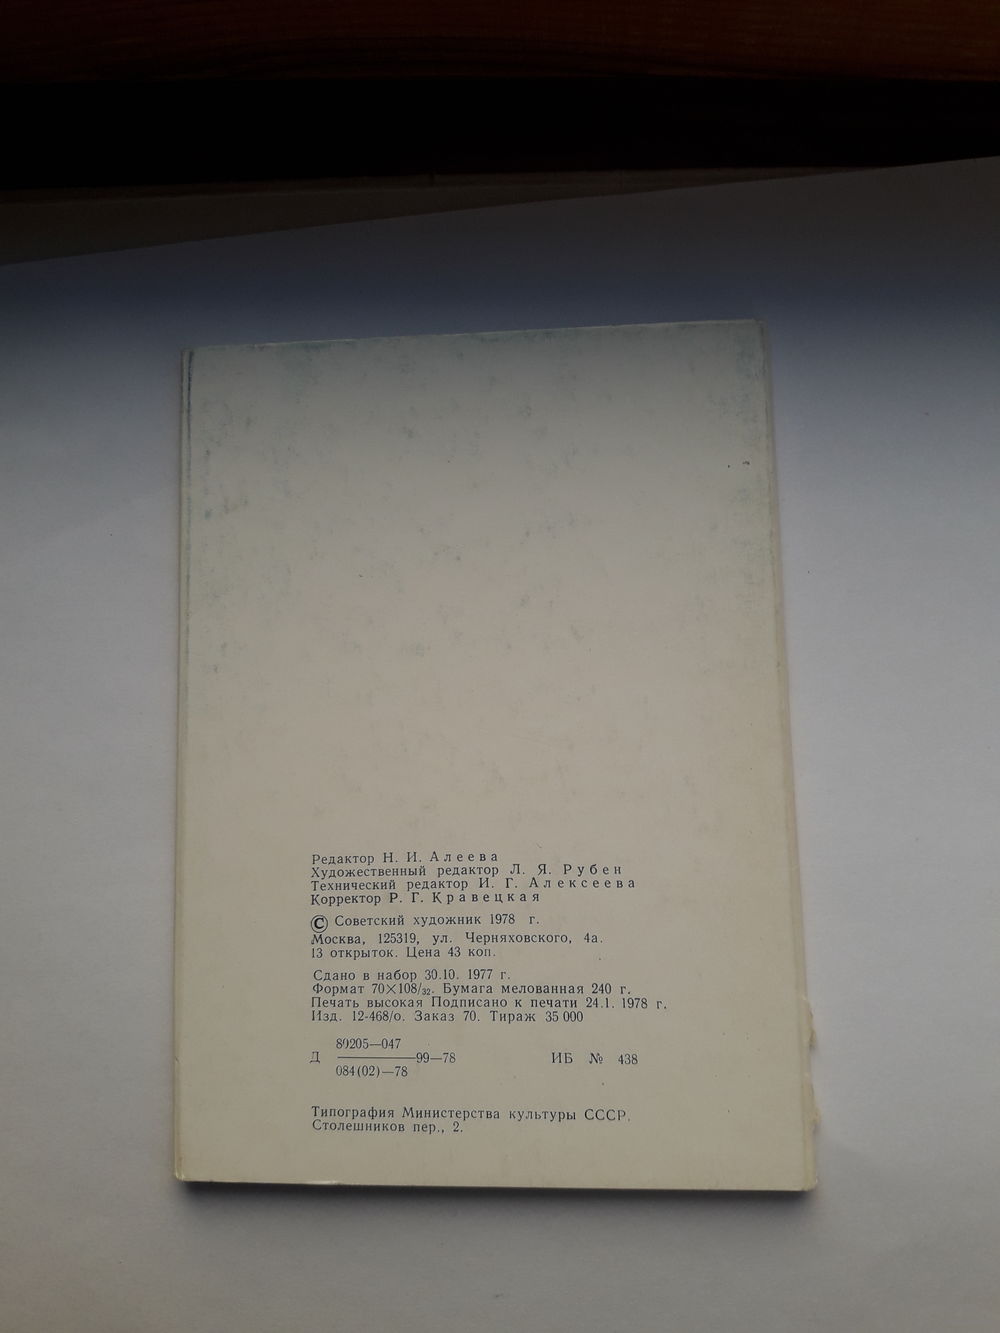 Редактор Н. И. Алеева
Художественный редактор Л. Я. Рубен
Технический редактор И. Г. Алексеева
Корректор Р. Г. Кравецкая
© Советский художник 1978 г.
Москва, 125319, ул. Черняховского, 4а.
13 открыток. Цена 43 коп.
Сдано в набор 30.10. 1977 г.
Формат 70×108/32. Бумага мелованная 240 г.
Печать высокая Подписано к печати 24.1. 1978 г.
Изд. 12-468/о. Заказ 70. Тираж 35 000
80205—047
Д ————99—78 ИБ № 438
084(02)—78
Типография Министерства культуры СССР.
Столешников пер., 2.